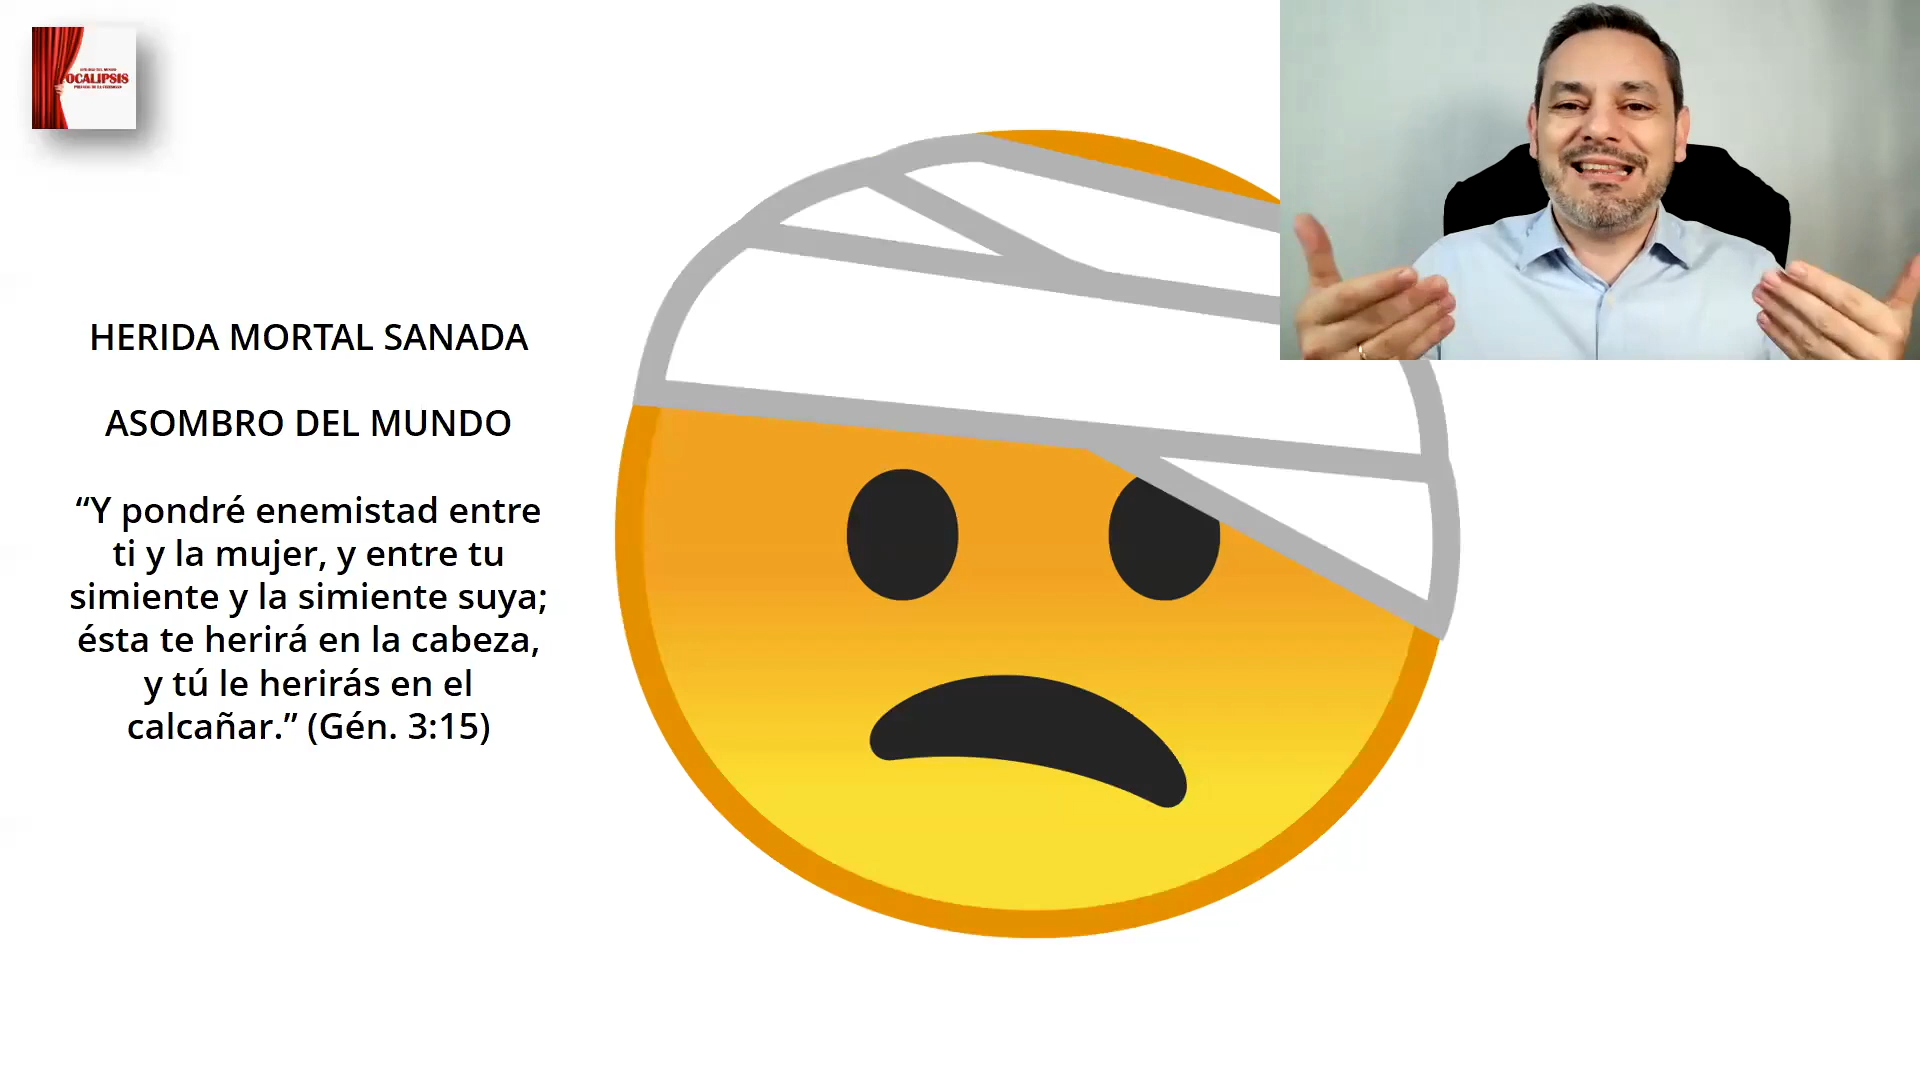 OCALIPSIS
HERIDA MORTAL SANADA
ASOMBRO DEL MUNDO
“Y pondré enemistad entre
ti y la mujer, y entre tu
simiente y la simiente suya;
ésta te herirá en la cabeza,
y tú le herirás en el
calcañar.” (Gén. 3:15)